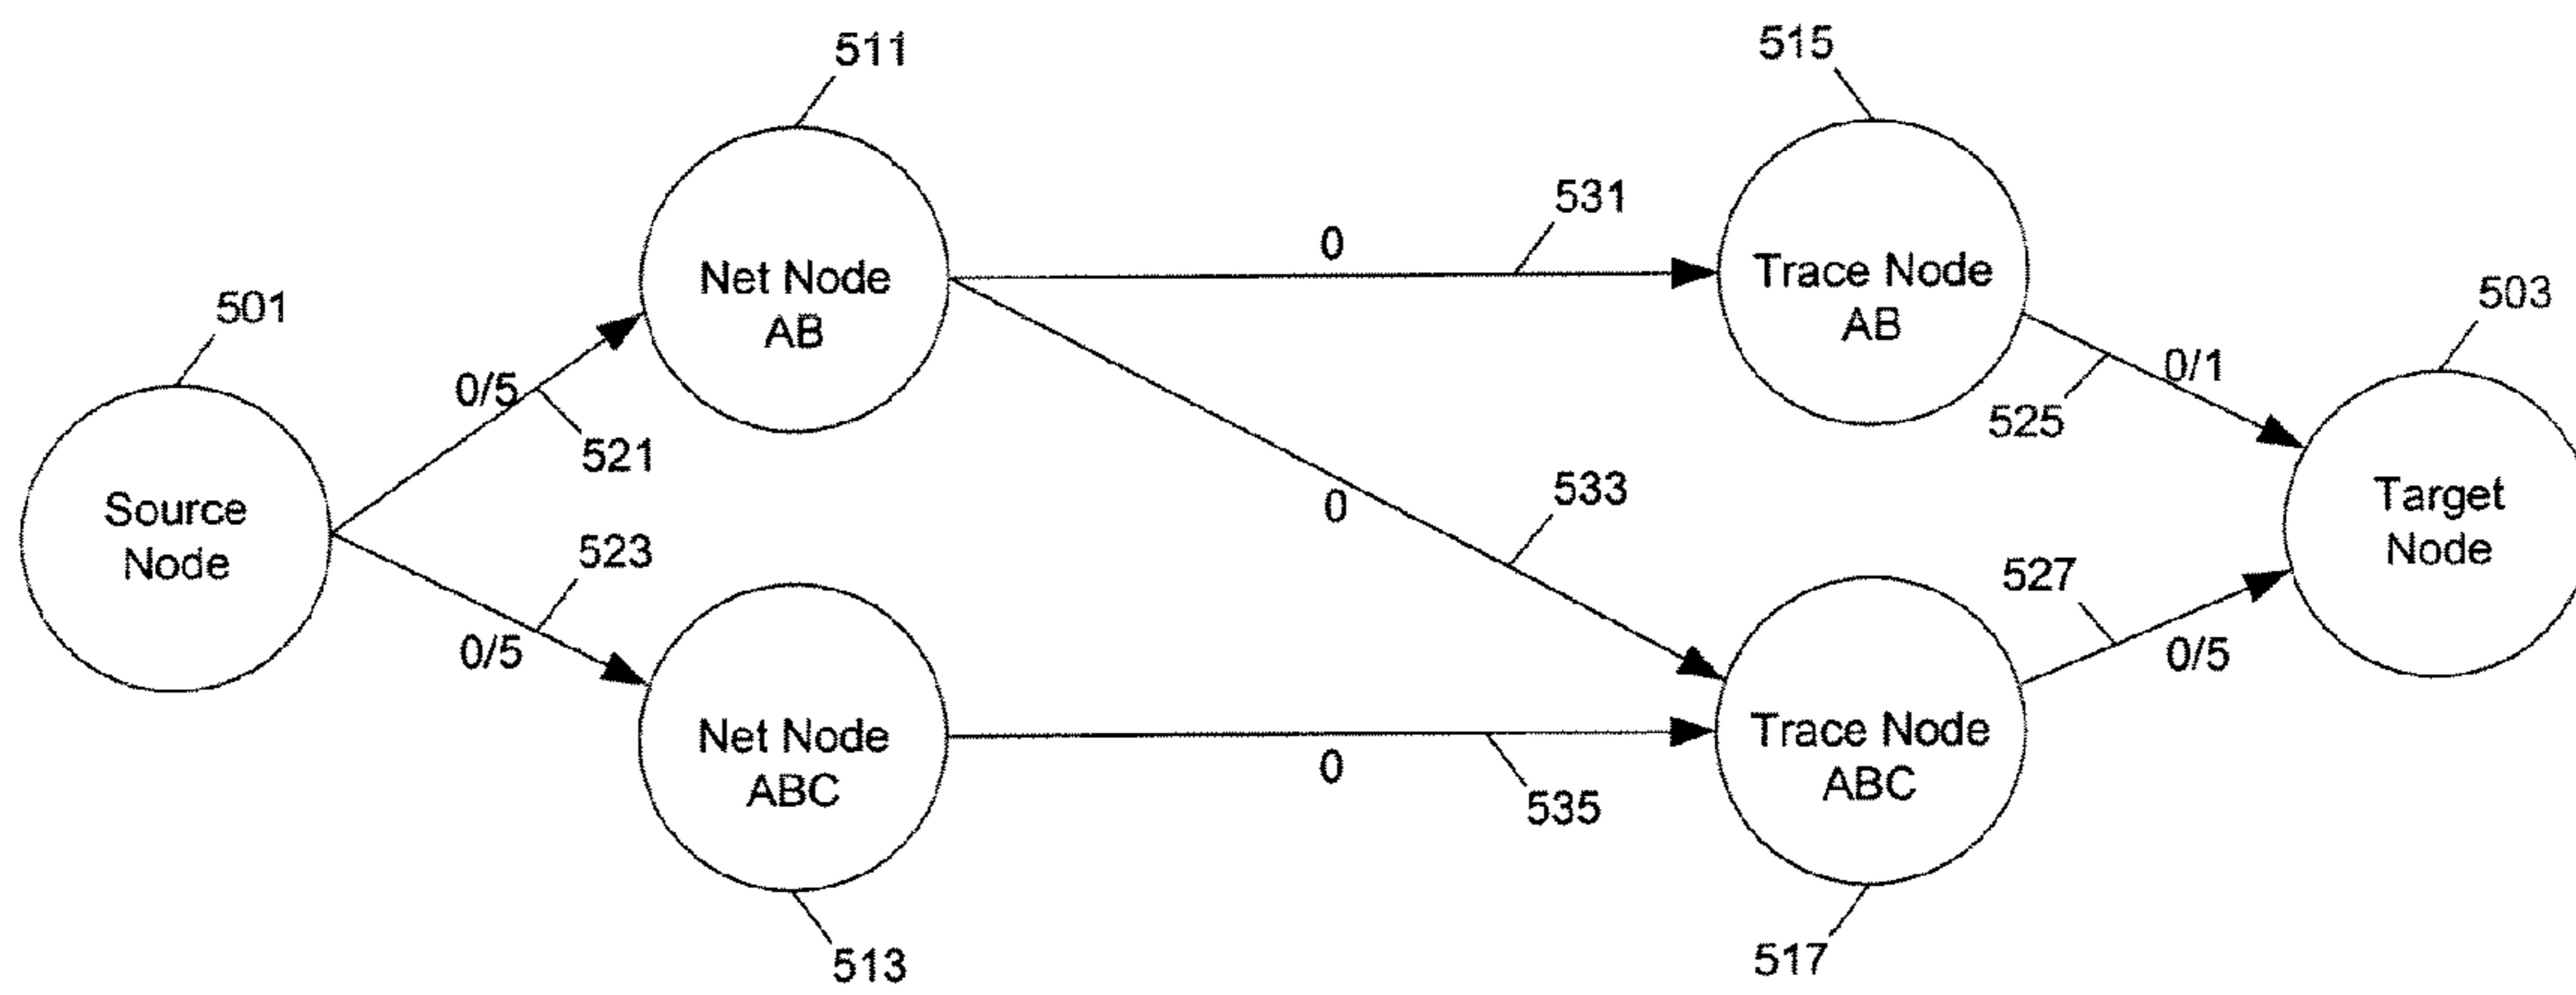 511
515
531
0
Net Node
AB
Trace Node
AB
501
503
0/5
521
0/1
525
Source
Node
523
0
533
Target
Node
0/5
527
0/5
Net Node
ABC
Trace Node
ABC
0
535
513
517